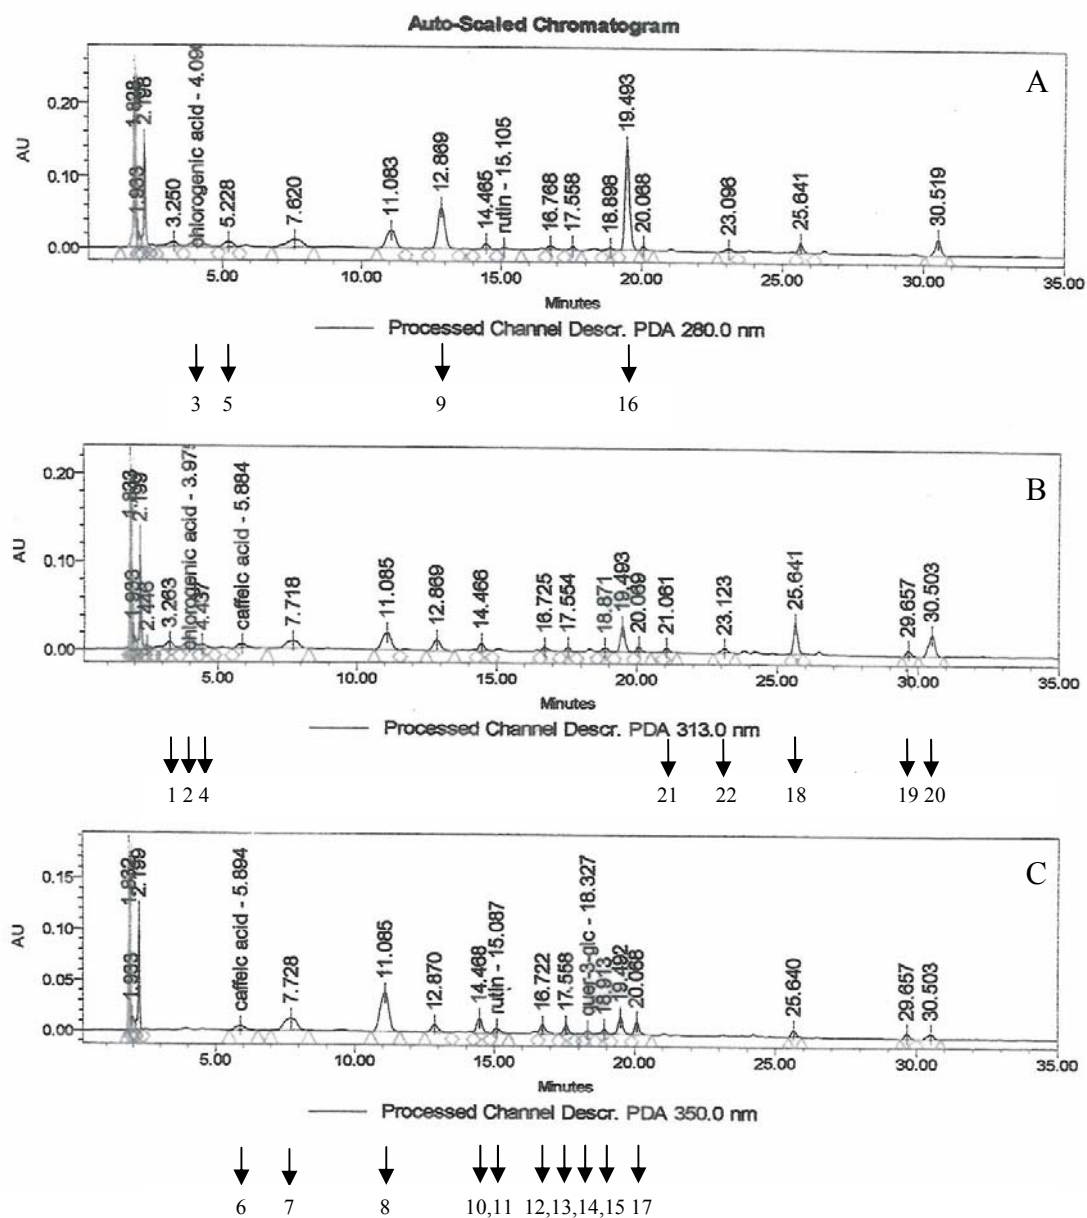 Auto-Scaled Chromatogram
A
AU
0.20
0.10
0.00
1.933
2.198
3.250
chlorogenic acid - 4.09
5.228
7.620
11.083
12.869
14.465
rutin - 15.105
16.768
17.558
18.898
19.493
20.068
23.096
25.641
30.519
5.00 10.00 15.00 20.00 25.00 30.00 35.00
Minutes
Processed Channel Descr. PDA 280.0 nm
3 5 9 16
B
AU
0.20
0.10
0.00
1.833
2.199
1.933
2.446
3.263
chlorogenic acid - 3.975
4.437
caffeic acid - 5.884
7.718
11.085
12.869
14.466
16.725
17.554
18.871
19.493
20.069
21.061
23.123
25.641
29.657
30.503
5.00 10.00 15.00 20.00 25.00 30.00 35.00
Minutes
Processed Channel Descr. PDA 313.0 nm
1 2 4 21 22 18 19 20
C
AU
0.15
0.10
0.05
0.00
1.832
2.199
1.933
caffeic acid - 5.894
7.728
11.085
12.870
14.468
rutin - 15.087
16.722
17.558
quer-3-glc - 18.327
18.913
19.492
20.068
25.640
29.657
30.503
5.00 10.00 15.00 20.00 25.00 30.00 35.00
Minutes
Processed Channel Descr. PDA 350.0 nm
6 7 8 10,11 12,13,14,15 17